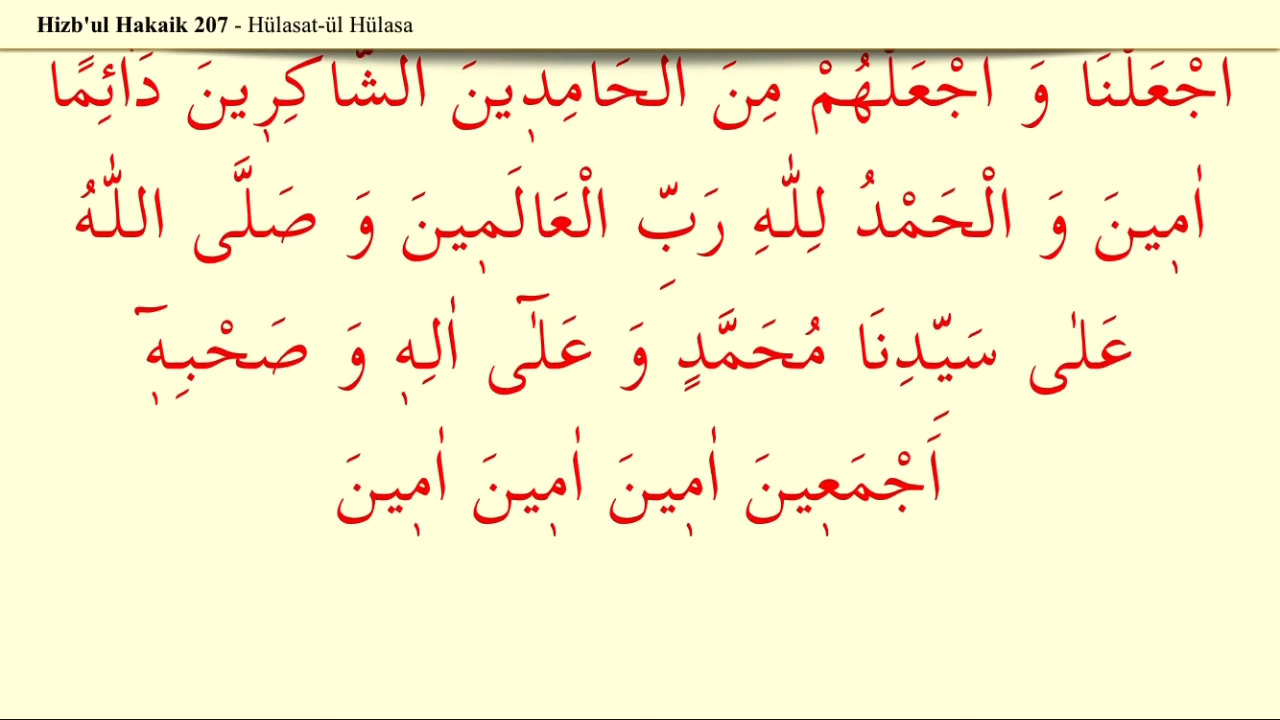 Hizb'ul Hakaik 207 - Hülasat-ül Hülasa
اجْعَلْنَا وَ اجْعَلْهُمْ مِنَ الْحَامِدٖينَ الشَّاكِرٖينَ دَائِمًا
اٰمٖينَ وَ الْحَمْدُ لِلّٰهِ رَبِّ الْعَالَمٖينَ وَ صَلَّى اللّٰهُ
عَلٰى سَيِّدِنَا مُحَمَّدٍ وَ عَلٰٓى اٰلِهٖ وَ صَحْبِهٖٓ
اَجْمَعٖينَ اٰمٖينَ اٰمٖينَ اٰمٖينَ